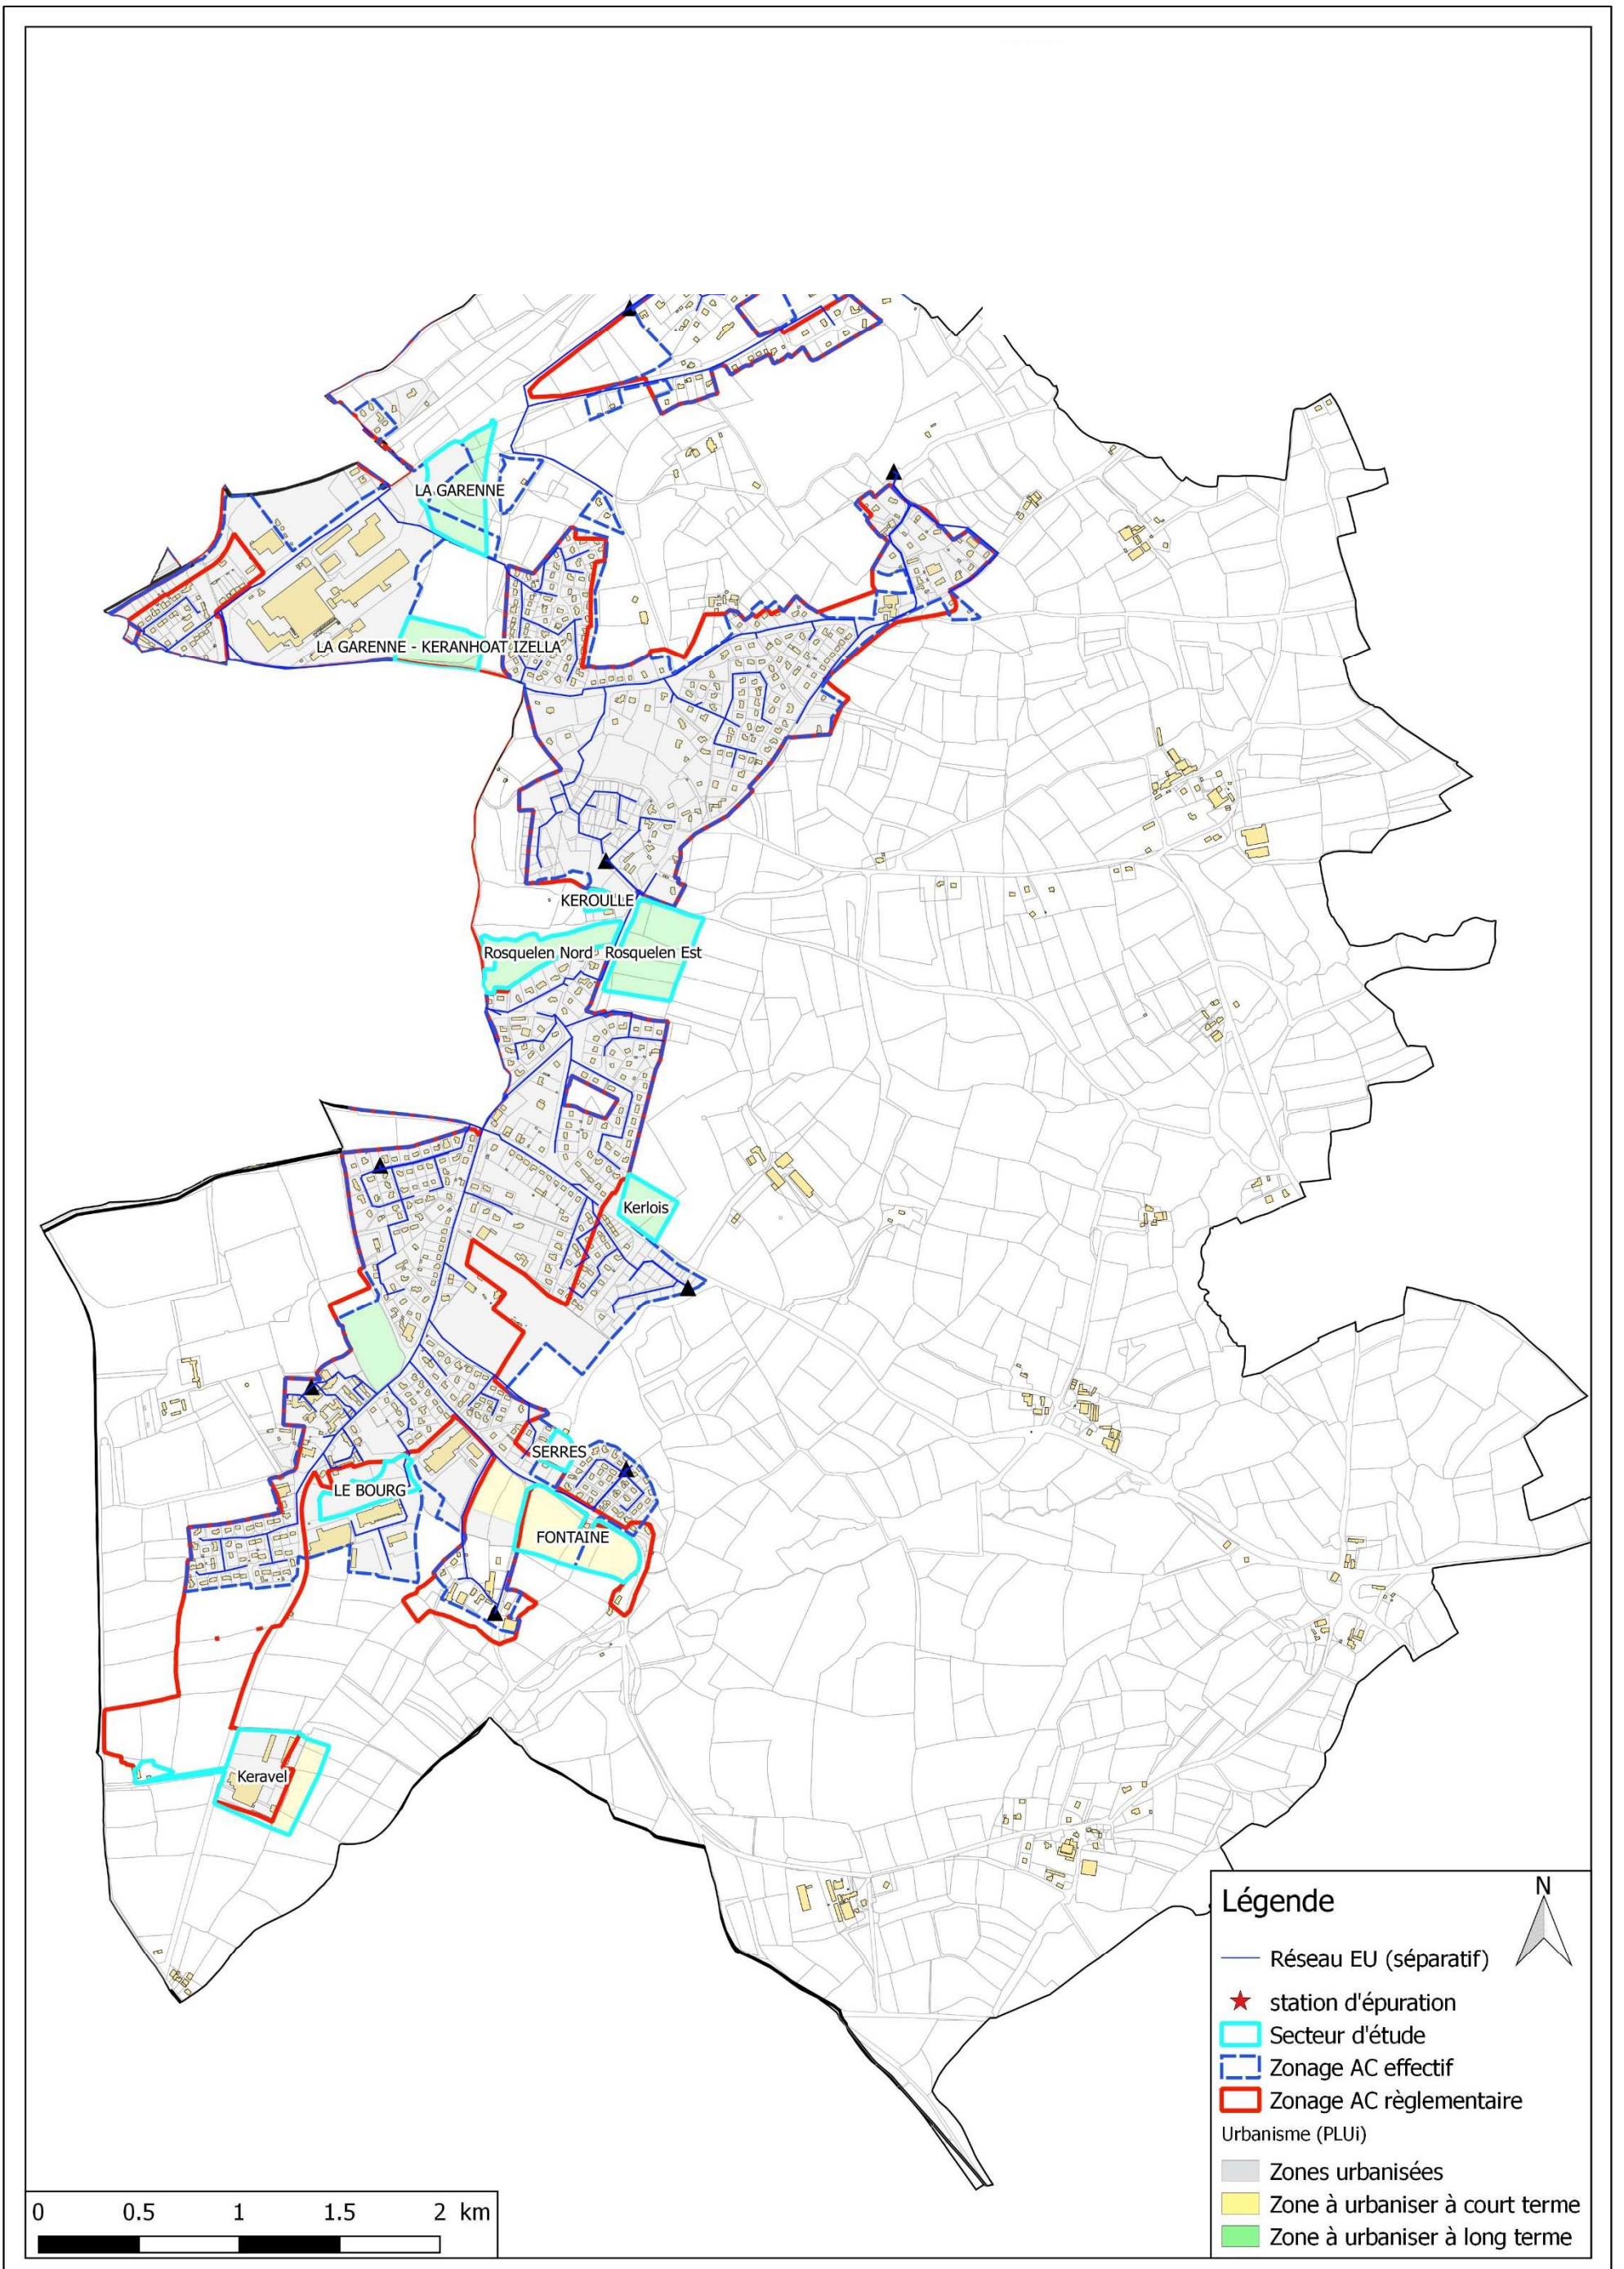 LA GARENNE
LA GARENNE - KERANHOAT IZELLA
KEROULLE
Rosquelen Nord
Rosquelen Est
Kerlois
SERRES
LE BOURG
FONTAINE
Keravel
Légende
N
Réseau EU (séparatif)
station d'épuration
Secteur d'étude
Zonage AC effectif
Zonage AC règlementaire
Urbanisme (PLUi)
Zones urbanisées
Zone à urbaniser à court terme
Zone à urbaniser à long terme
0 0.5 1 1.5 2 km